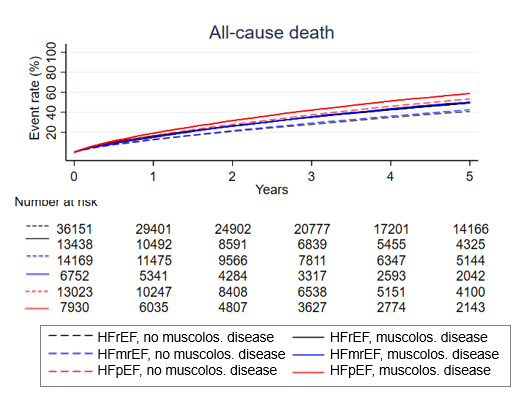 All-cause death
Event rate (%)
100
80
60
40
20
0 1 2 3 4 5
Years
Number at risk
36151 29401 24902 20777 17201 14166
13438 10492 8591 6839 5455 4325
14169 11475 9566 7811 6347 5144
6752 5341 4284 3317 2593 2042
13023 10247 8408 6538 5151 4100
7930 6035 4807 3627 2774 2143
HFrEF, no muscolos. disease HFrEF, muscolos. disease
HFmrEF, no muscolos. disease HFmrEF, muscolos. disease
HFpEF, no muscolos. disease HFpEF, muscolos. disease